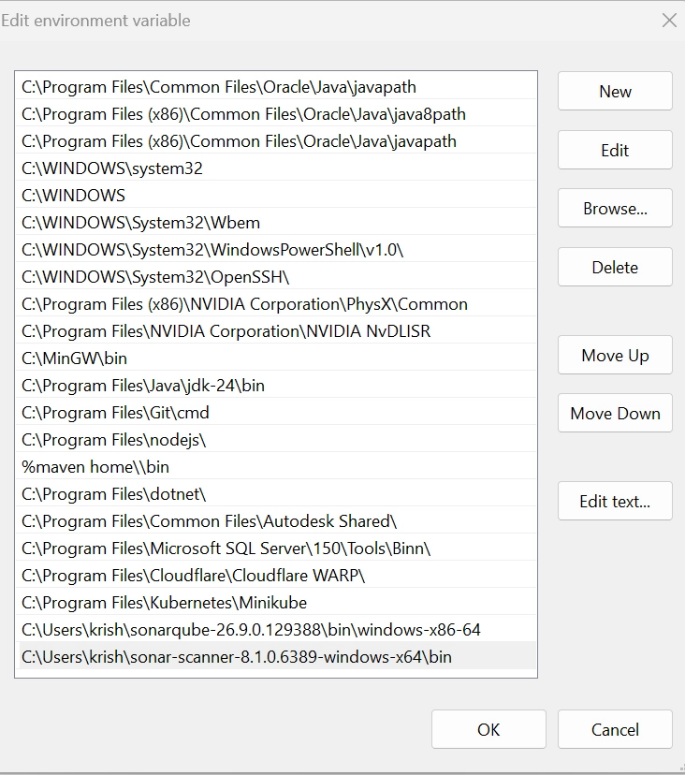 Edit environment variable
C:\Program Files\Common Files\Oracle\Java\javapath
C:\Program Files (x86)\Common Files\Oracle\Java\java8path
C:\Program Files (x86)\Common Files\Oracle\Java\javapath
C:\WINDOWS\system32
C:\WINDOWS
C:\WINDOWS\System32\Wbem
C:\WINDOWS\System32\WindowsPowerShell\v1.0\
C:\WINDOWS\System32\OpenSSH\
C:\Program Files (x86)\NVIDIA Corporation\PhysX\Common
C:\Program Files\NVIDIA Corporation\NVIDIA NvDLISR
C:\MinGW\bin
C:\Program Files\Java\jdk-24\bin
C:\Program Files\Git\cmd
C:\Program Files\nodejs\
%maven home\\bin
C:\Program Files\dotnet\
C:\Program Files\Common Files\Autodesk Shared\
C:\Program Files\Microsoft SQL Server\150\Tools\Binn\
C:\Program Files\Cloudflare\Cloudflare WARP\
C:\Program Files\Kubernetes\Minikube
C:\Users\krish\sonarqube-26.9.0.129388\bin\windows-x86-64
C:\Users\krish\sonar-scanner-8.1.0.6389-windows-x64\bin
New
Edit
Browse...
Delete
Move Up
Move Down
Edit text...
OK
Cancel